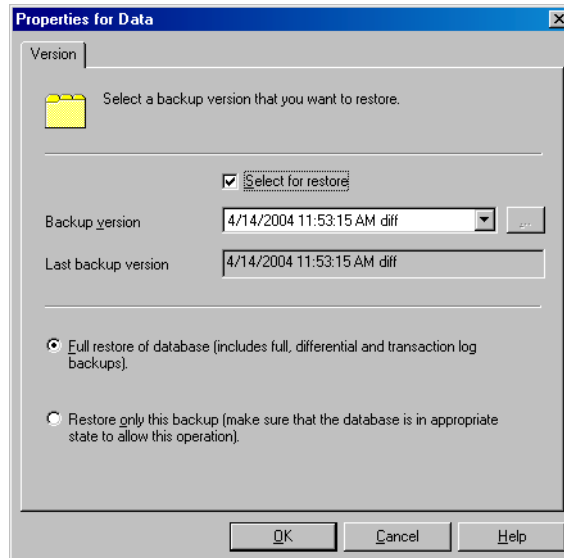 Properties for Data
Version
Select a backup version that you want to restore.
Select for restore
Backup version
4/14/2004 11:53:15 AM diff
...
Last backup version
4/14/2004 11:53:15 AM diff
Full restore of database (includes full, differential and transaction log
backups).
Restore only this backup (make sure that the database is in appropriate
state to allow this operation).
OK
Cancel
Help